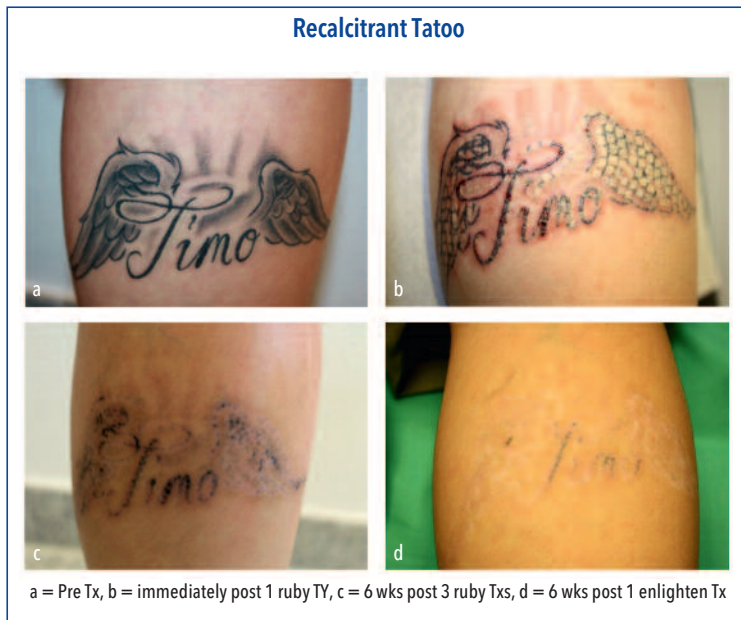 Recalcitrant Tatoo
Timo
a
Timo
b
Timo
c
Timo
d
a = Pre Tx, b = immediately post 1 ruby TY, c = 6 wks post 3 ruby Txs, d = 6 wks post 1 enlighten Tx